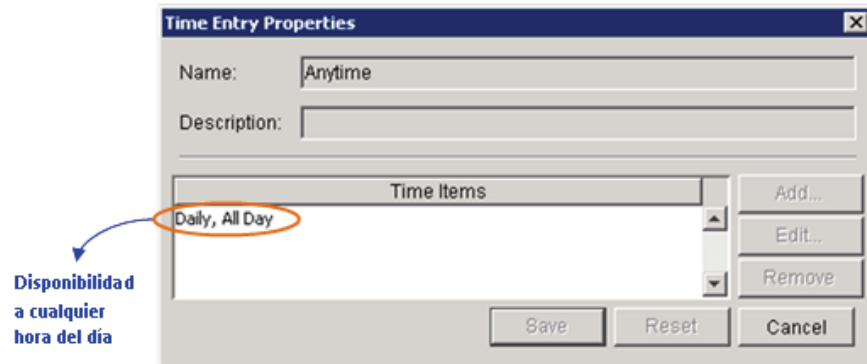 Time Entry Properties
Name:
Anytime
Description:
Time Items
Daily, All Day
Add...
Edit...
Remove
Save
Reset
Cancel
Disponibilidad
a cualquier
hora del día